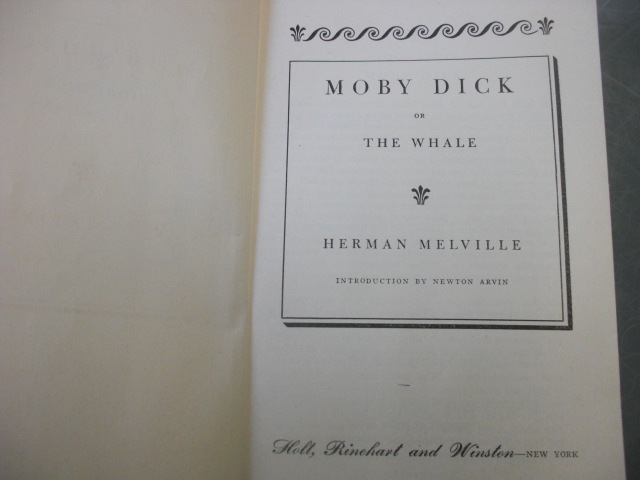 MOBY DICK
OR
THE WHALE
HERMAN MELVILLE
INTRODUCTION BY NEWTON ARVIN
Holt, Rinehart and Winston—NEW YORK